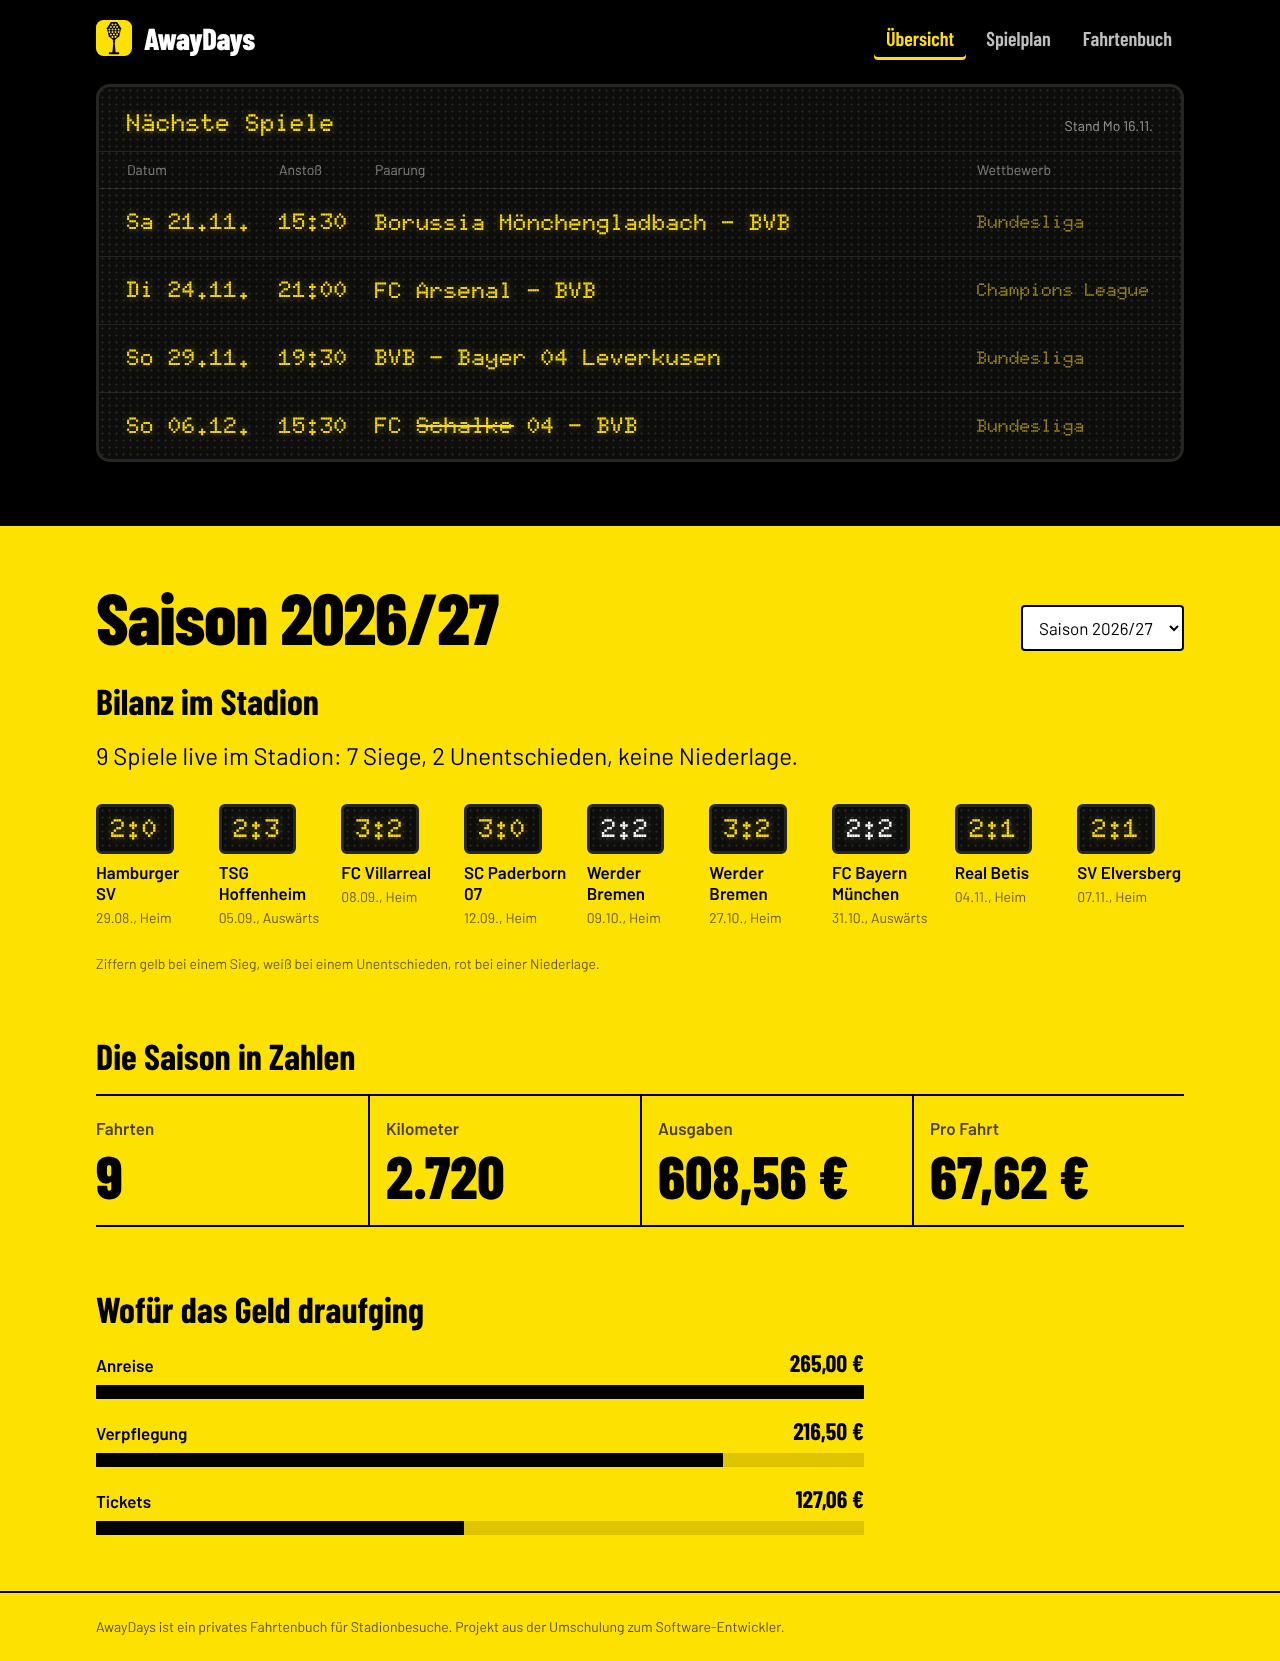 AwayDays
Übersicht Spielplan Fahrtenbuch
Nächste Spiele Stand Mo 16.11.
Datum Anstoß Paarung Wettbewerb
Sa 21.11. 15:30 Borussia Mönchengladbach – BVB Bundesliga
Di 24.11. 21:00 FC Arsenal – BVB Champions League
So 29.11. 19:30 BVB – Bayer 04 Leverkusen Bundesliga
So 06.12. 15:30 FC Schalke 04 – BVB Bundesliga
Saison 2026/27
Saison 2026/27
Bilanz im Stadion
9 Spiele live im Stadion: 7 Siege, 2 Unentschieden, keine Niederlage.
2:0
Hamburger
SV
29.08., Heim
2:3
TSG
Hoffenheim
05.09., Auswärts
3:2
FC Villarreal
08.09., Heim
3:0
SC Paderborn
07
12.09., Heim
2:2
Werder
Bremen
09.10., Heim
3:2
Werder
Bremen
27.10., Heim
2:2
FC Bayern
München
31.10., Auswärts
2:1
Real Betis
04.11., Heim
2:1
SV Elversberg
07.11., Heim
Ziffern gelb bei einem Sieg, weiß bei einem Unentschieden, rot bei einer Niederlage.
Die Saison in Zahlen
Fahrten
9
Kilometer
2.720
Ausgaben
608,56 €
Pro Fahrt
67,62 €
Wofür das Geld draufging
Anreise 265,00 €
Verpflegung 216,50 €
Tickets 127,06 €
AwayDays ist ein privates Fahrtenbuch für Stadionbesuche. Projekt aus der Umschulung zum Software-Entwickler.